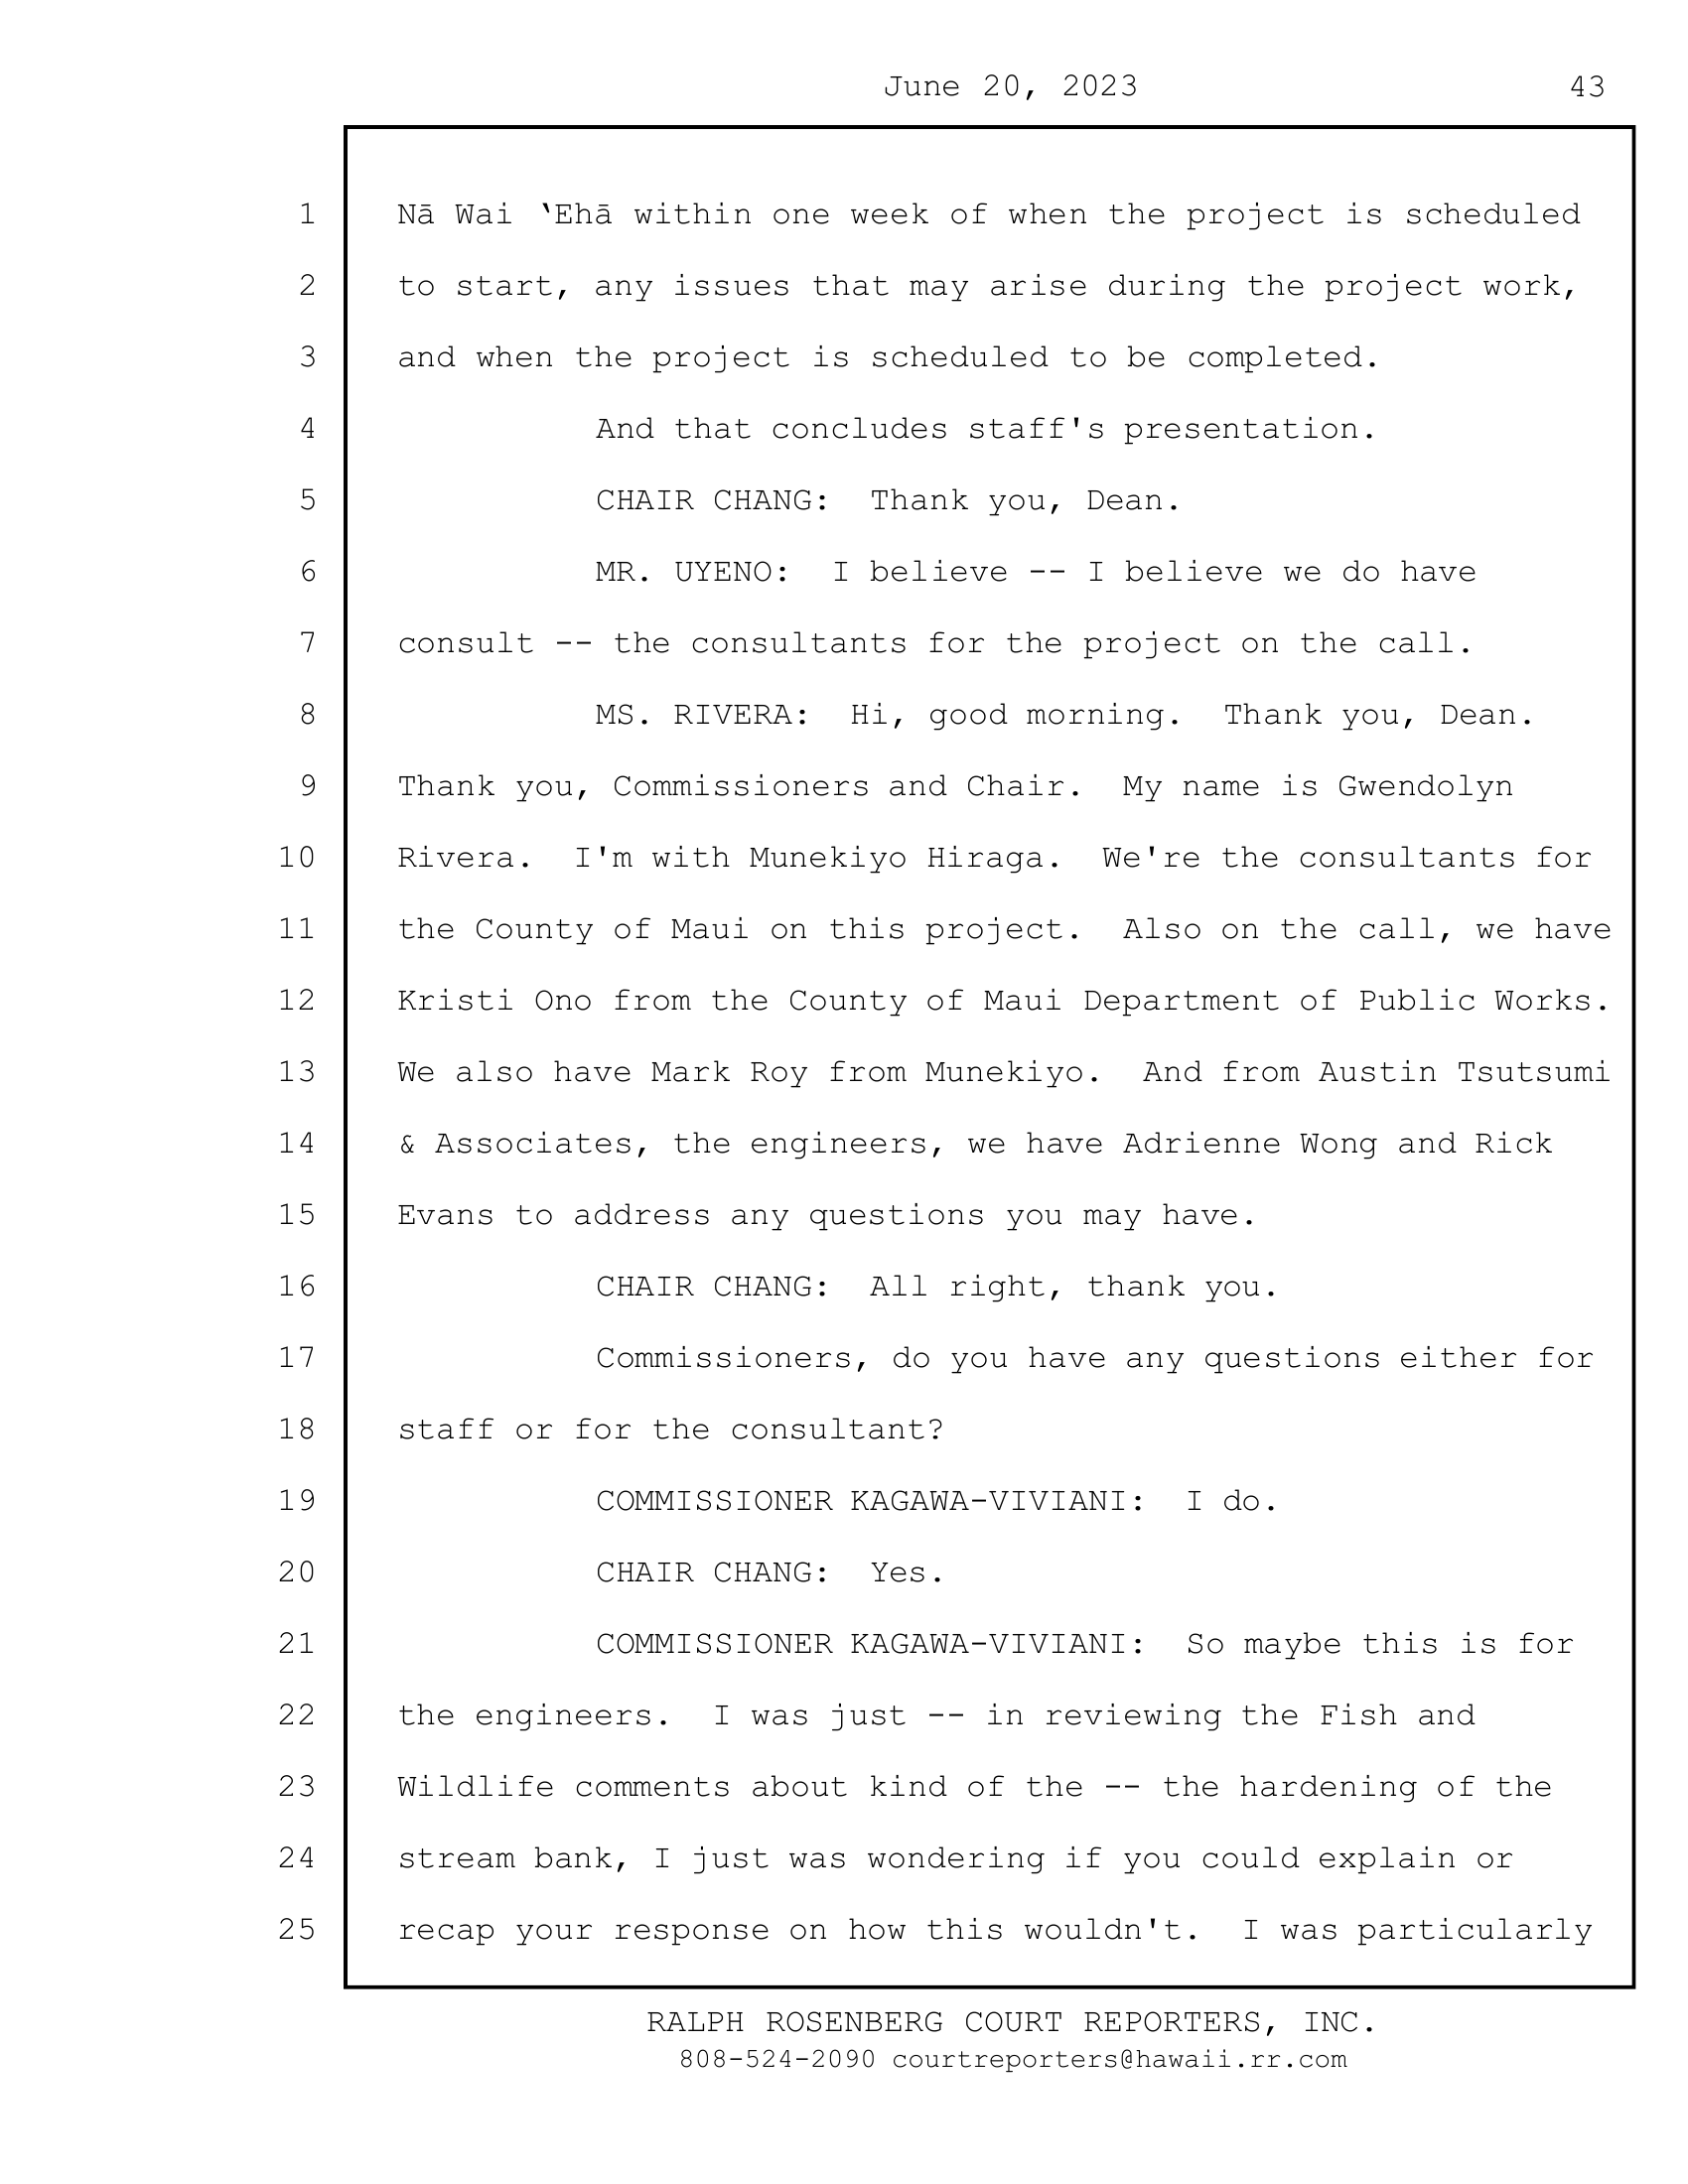 June 20, 2023 43
1 Nā Wai ‘Ehā within one week of when the project is scheduled
2 to start, any issues that may arise during the project work,
3 and when the project is scheduled to be completed.
4 And that concludes staff's presentation.
5 CHAIR CHANG:  Thank you, Dean.
6 MR. UYENO:  I believe -- I believe we do have
7 consult -- the consultants for the project on the call.
8 MS. RIVERA:  Hi, good morning.  Thank you, Dean.
9 Thank you, Commissioners and Chair.  My name is Gwendolyn
10 Rivera.  I'm with Munekiyo Hiraga.  We're the consultants for
11 the County of Maui on this project.  Also on the call, we have
12 Kristi Ono from the County of Maui Department of Public Works.
13 We also have Mark Roy from Munekiyo.  And from Austin Tsutsumi
14 & Associates, the engineers, we have Adrienne Wong and Rick
15 Evans to address any questions you may have.
16 CHAIR CHANG:  All right, thank you.
17 Commissioners, do you have any questions either for
18 staff or for the consultant?
19 COMMISSIONER KAGAWA-VIVIANI:  I do.
20 CHAIR CHANG:  Yes.
21 COMMISSIONER KAGAWA-VIVIANI:  So maybe this is for
22 the engineers.  I was just -- in reviewing the Fish and
23 Wildlife comments about kind of the -- the hardening of the
24 stream bank, I just was wondering if you could explain or
25 recap your response on how this wouldn't.  I was particularly
RALPH ROSENBERG COURT REPORTERS, INC.
808-524-2090 courtreporters@hawaii.rr.com